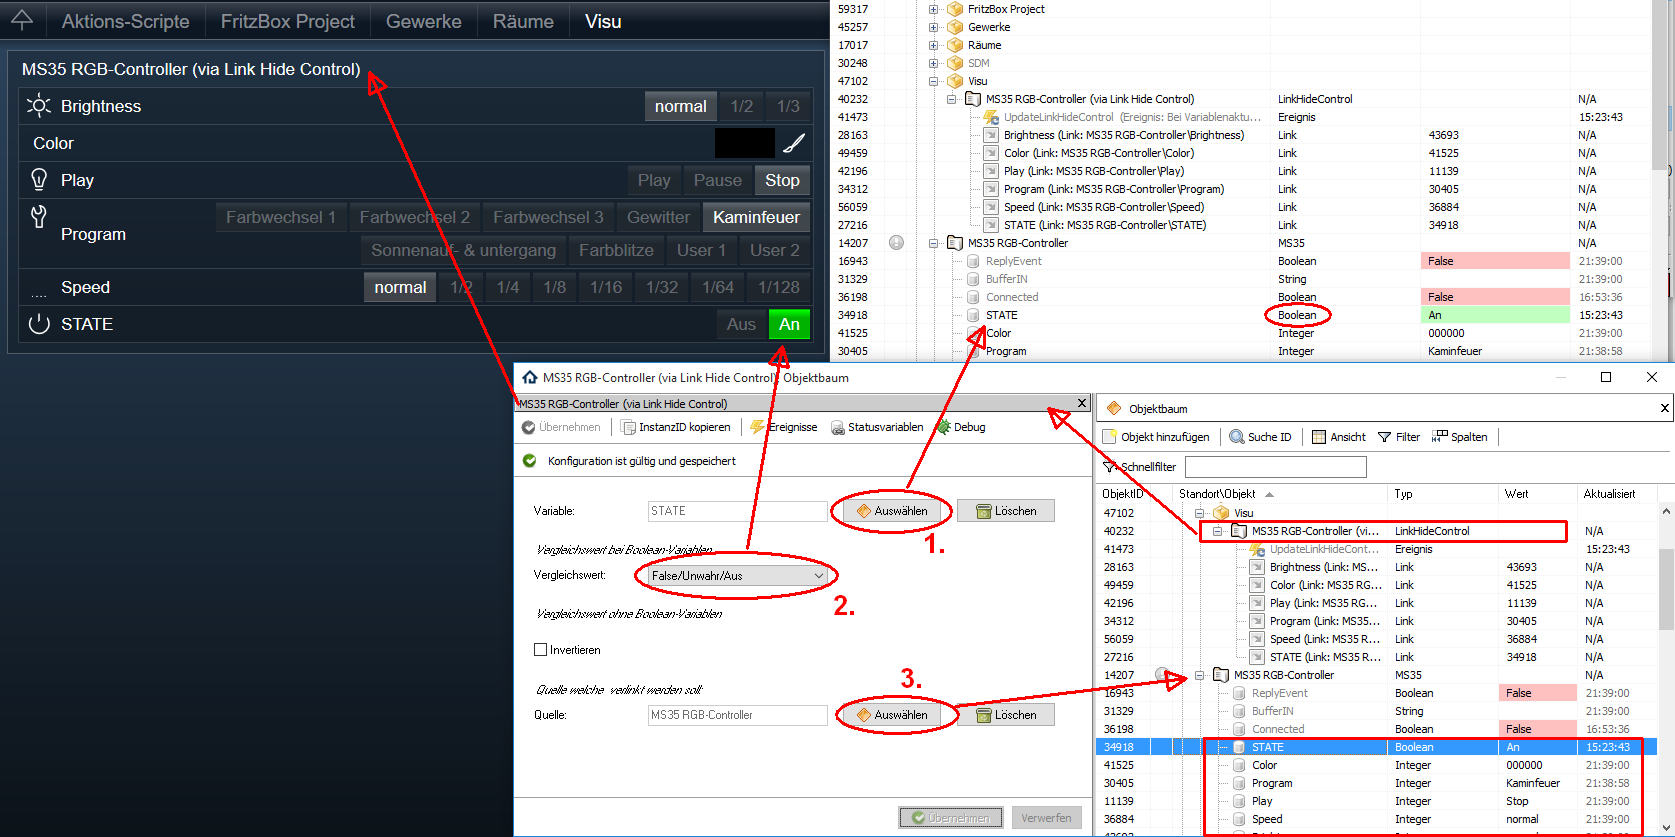 Aktions-Scripte FritzBox Project Gewerke Räume Visu
MS35 RGB-Controller (via Link Hide Control)
Brightness normal 1/2 1/3
Color
Play Play Pause Stop
Program Farbwechsel 1 Farbwechsel 2 Farbwechsel 3 Gewitter Kaminfeuer
Sonnenauf- & untergang Farbblitze User 1 User 2
Speed normal 1/2 1/4 1/8 1/16 1/32 1/64 1/128
STATE Aus An
59317 FritzBox Project
45257 Gewerke
17017 Räume
30248 SDM
47102 Visu
40232 MS35 RGB-Controller (via Link Hide Control) LinkHideControl N/A
41473 UpdateLinkHideControl (Ereignis: Bei Variablenaktu... Ereignis 15:23:43
28163 Brightness (Link: MS35 RGB-Controller\Brightness) Link 43693 N/A
49459 Color (Link: MS35 RGB-Controller\Color) Link 41525 N/A
42196 Play (Link: MS35 RGB-Controller\Play) Link 11139 N/A
34312 Program (Link: MS35 RGB-Controller\Program) Link 30405 N/A
56059 Speed (Link: MS35 RGB-Controller\Speed) Link 36884 N/A
27216 STATE (Link: MS35 RGB-Controller\STATE) Link 34918 N/A
14207 MS35 RGB-Controller MS35 N/A
16943 ReplyEvent Boolean False 21:39:00
31329 BufferIN String 21:39:00
36198 Connected Boolean False 16:53:36
34918 STATE Boolean An 15:23:43
41525 Color Integer 000000 21:39:00
30405 Program Integer Kaminfeuer 21:38:58
MS35 RGB-Controller (via Link Hide Control) Objektbaum
MS35 RGB-Controller (via Link Hide Control) X
Übernehmen InstanzID kopieren Ereignisse Statusvariablen Debug
Konfiguration ist gültig und gespeichert
Variable: STATE Auswählen Löschen
1.
Vergleichswert bei Boolean-Variablen
Vergleichswert: False/Unwahr/Aus
2.
Vergleichswert ohne Boolean-Variablen
Invertieren
Quelle welche verlinkt werden soll:
3.
Quelle: MS35 RGB-Controller Auswählen Löschen
Übernehmen Verwerfen
Objektbaum X
Objekt hinzufügen Suche ID Ansicht Filter Spalten
Schnellfilter
ObjektID Standort\Objekt Typ Wert Aktualisiert
47102 Visu
40232 MS35 RGB-Controller (vi... LinkHideControl N/A
41473 UpdateLinkHideCont... Ereignis 15:23:43
28163 Brightness (Link: MS... Link 43693 N/A
49459 Color (Link: MS35 RG... Link 41525 N/A
42196 Play (Link: MS35 RG... Link 11139 N/A
34312 Program (Link: MS35... Link 30405 N/A
56059 Speed (Link: MS35 R... Link 36884 N/A
27216 STATE (Link: MS35 R... Link 34918 N/A
14207 MS35 RGB-Controller MS35 N/A
16943 ReplyEvent Boolean False 21:39:00
31329 BufferIN String 21:39:00
36198 Connected Boolean False 16:53:36
34918 STATE Boolean An 15:23:43
41525 Color Integer 000000 21:39:00
30405 Program Integer Kaminfeuer 21:38:58
11139 Play Integer Stop 21:39:00
36884 Speed Integer normal 21:39:00